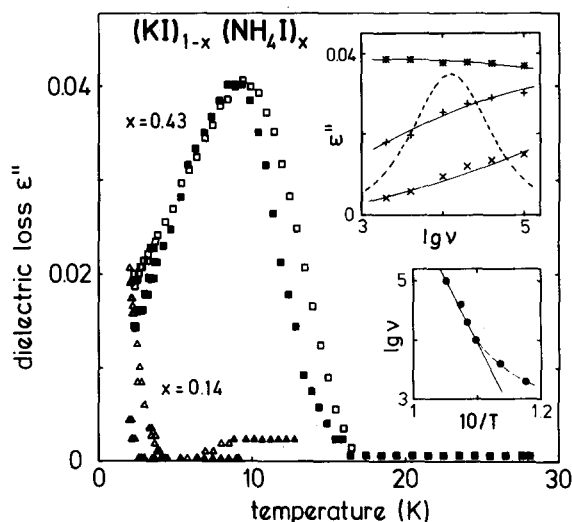 (KI)₁₋ₓ (NH₄I)ₓ
0.04
0.02
0
dielectric loss ε"
x=0.43
x=0.14
0 10 20 30
temperature (K)
0.04
ε"
0
3 4 5
lg ν
5
lg ν
3
1 10/T 1.2